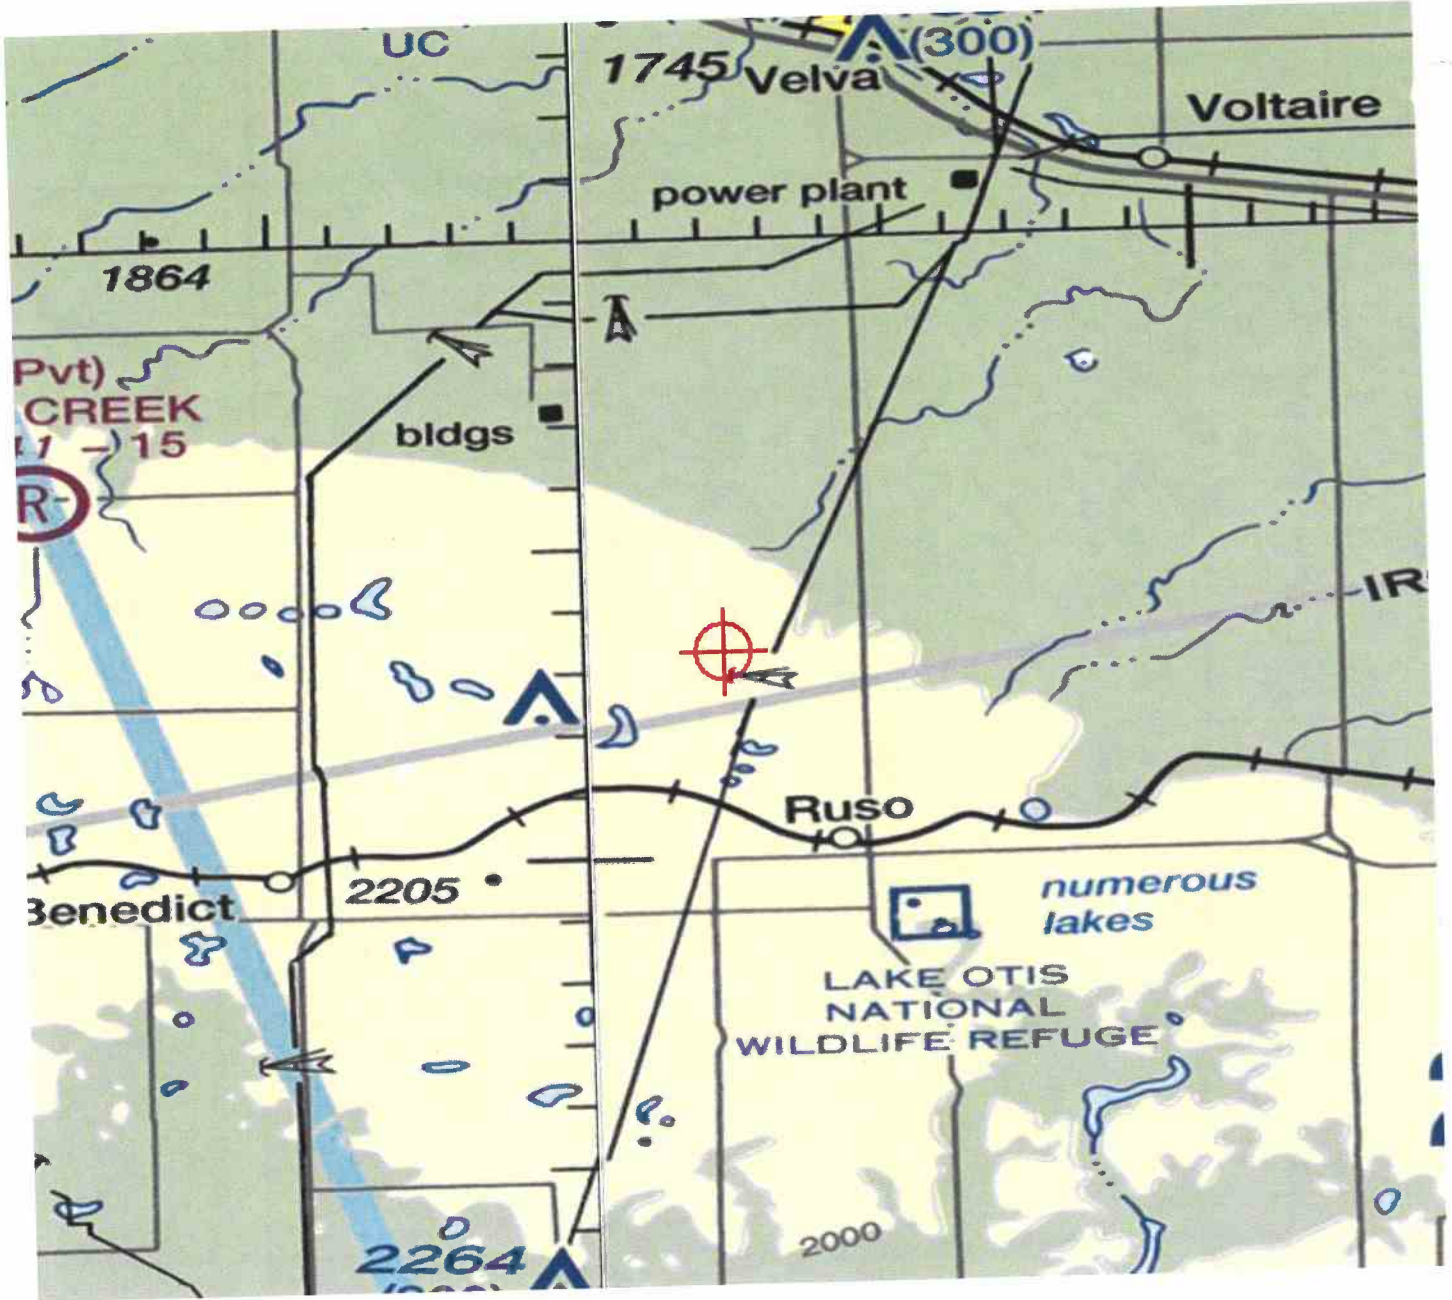 UC
1745
(300)
Velva
Voltaire
power plant
1864
Pvt)
CREEK
11 - 15
bldgs
R
IR
Ruso
2205
Benedict
numerous
lakes
LAKE OTIS
NATIONAL
WILDLIFE REFUGE
2000
2264